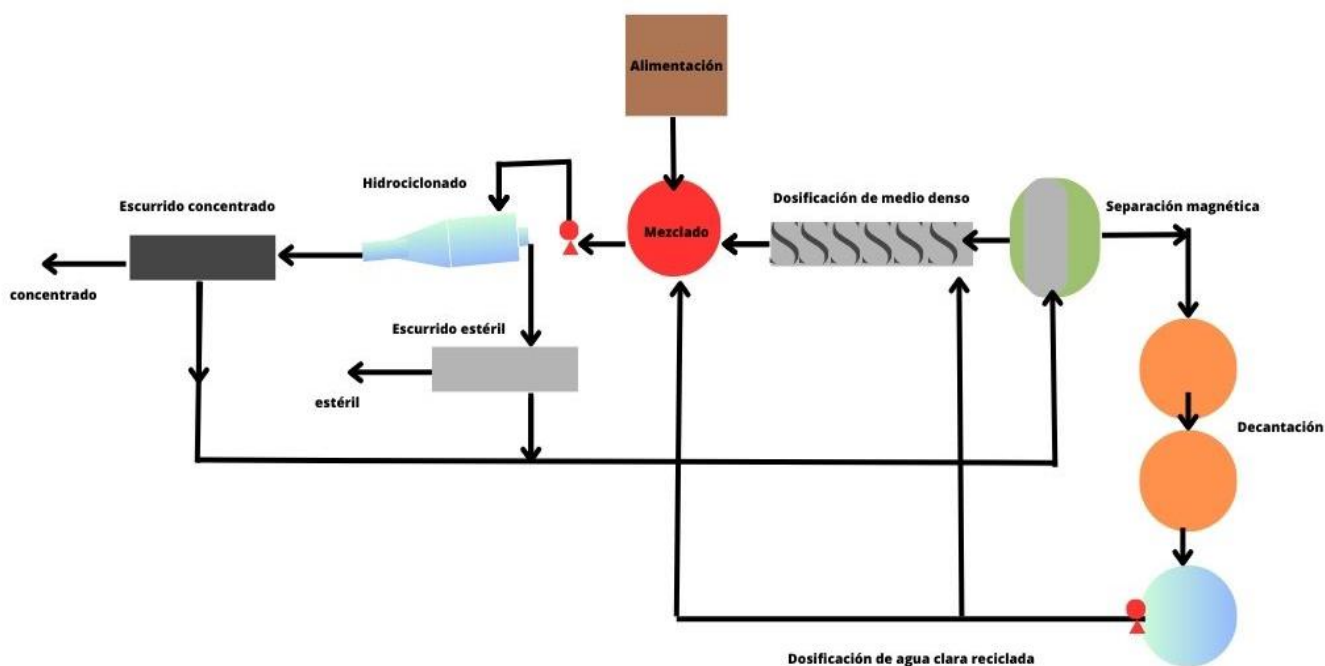 Alimentación
Hidrociclonado
Escurrido concentrado
Dosificación de medio denso
Separación magnética
Mezclado
concentrado
Escurrido estéril
estéril
Decantación
Dosificación de agua clara reciclada